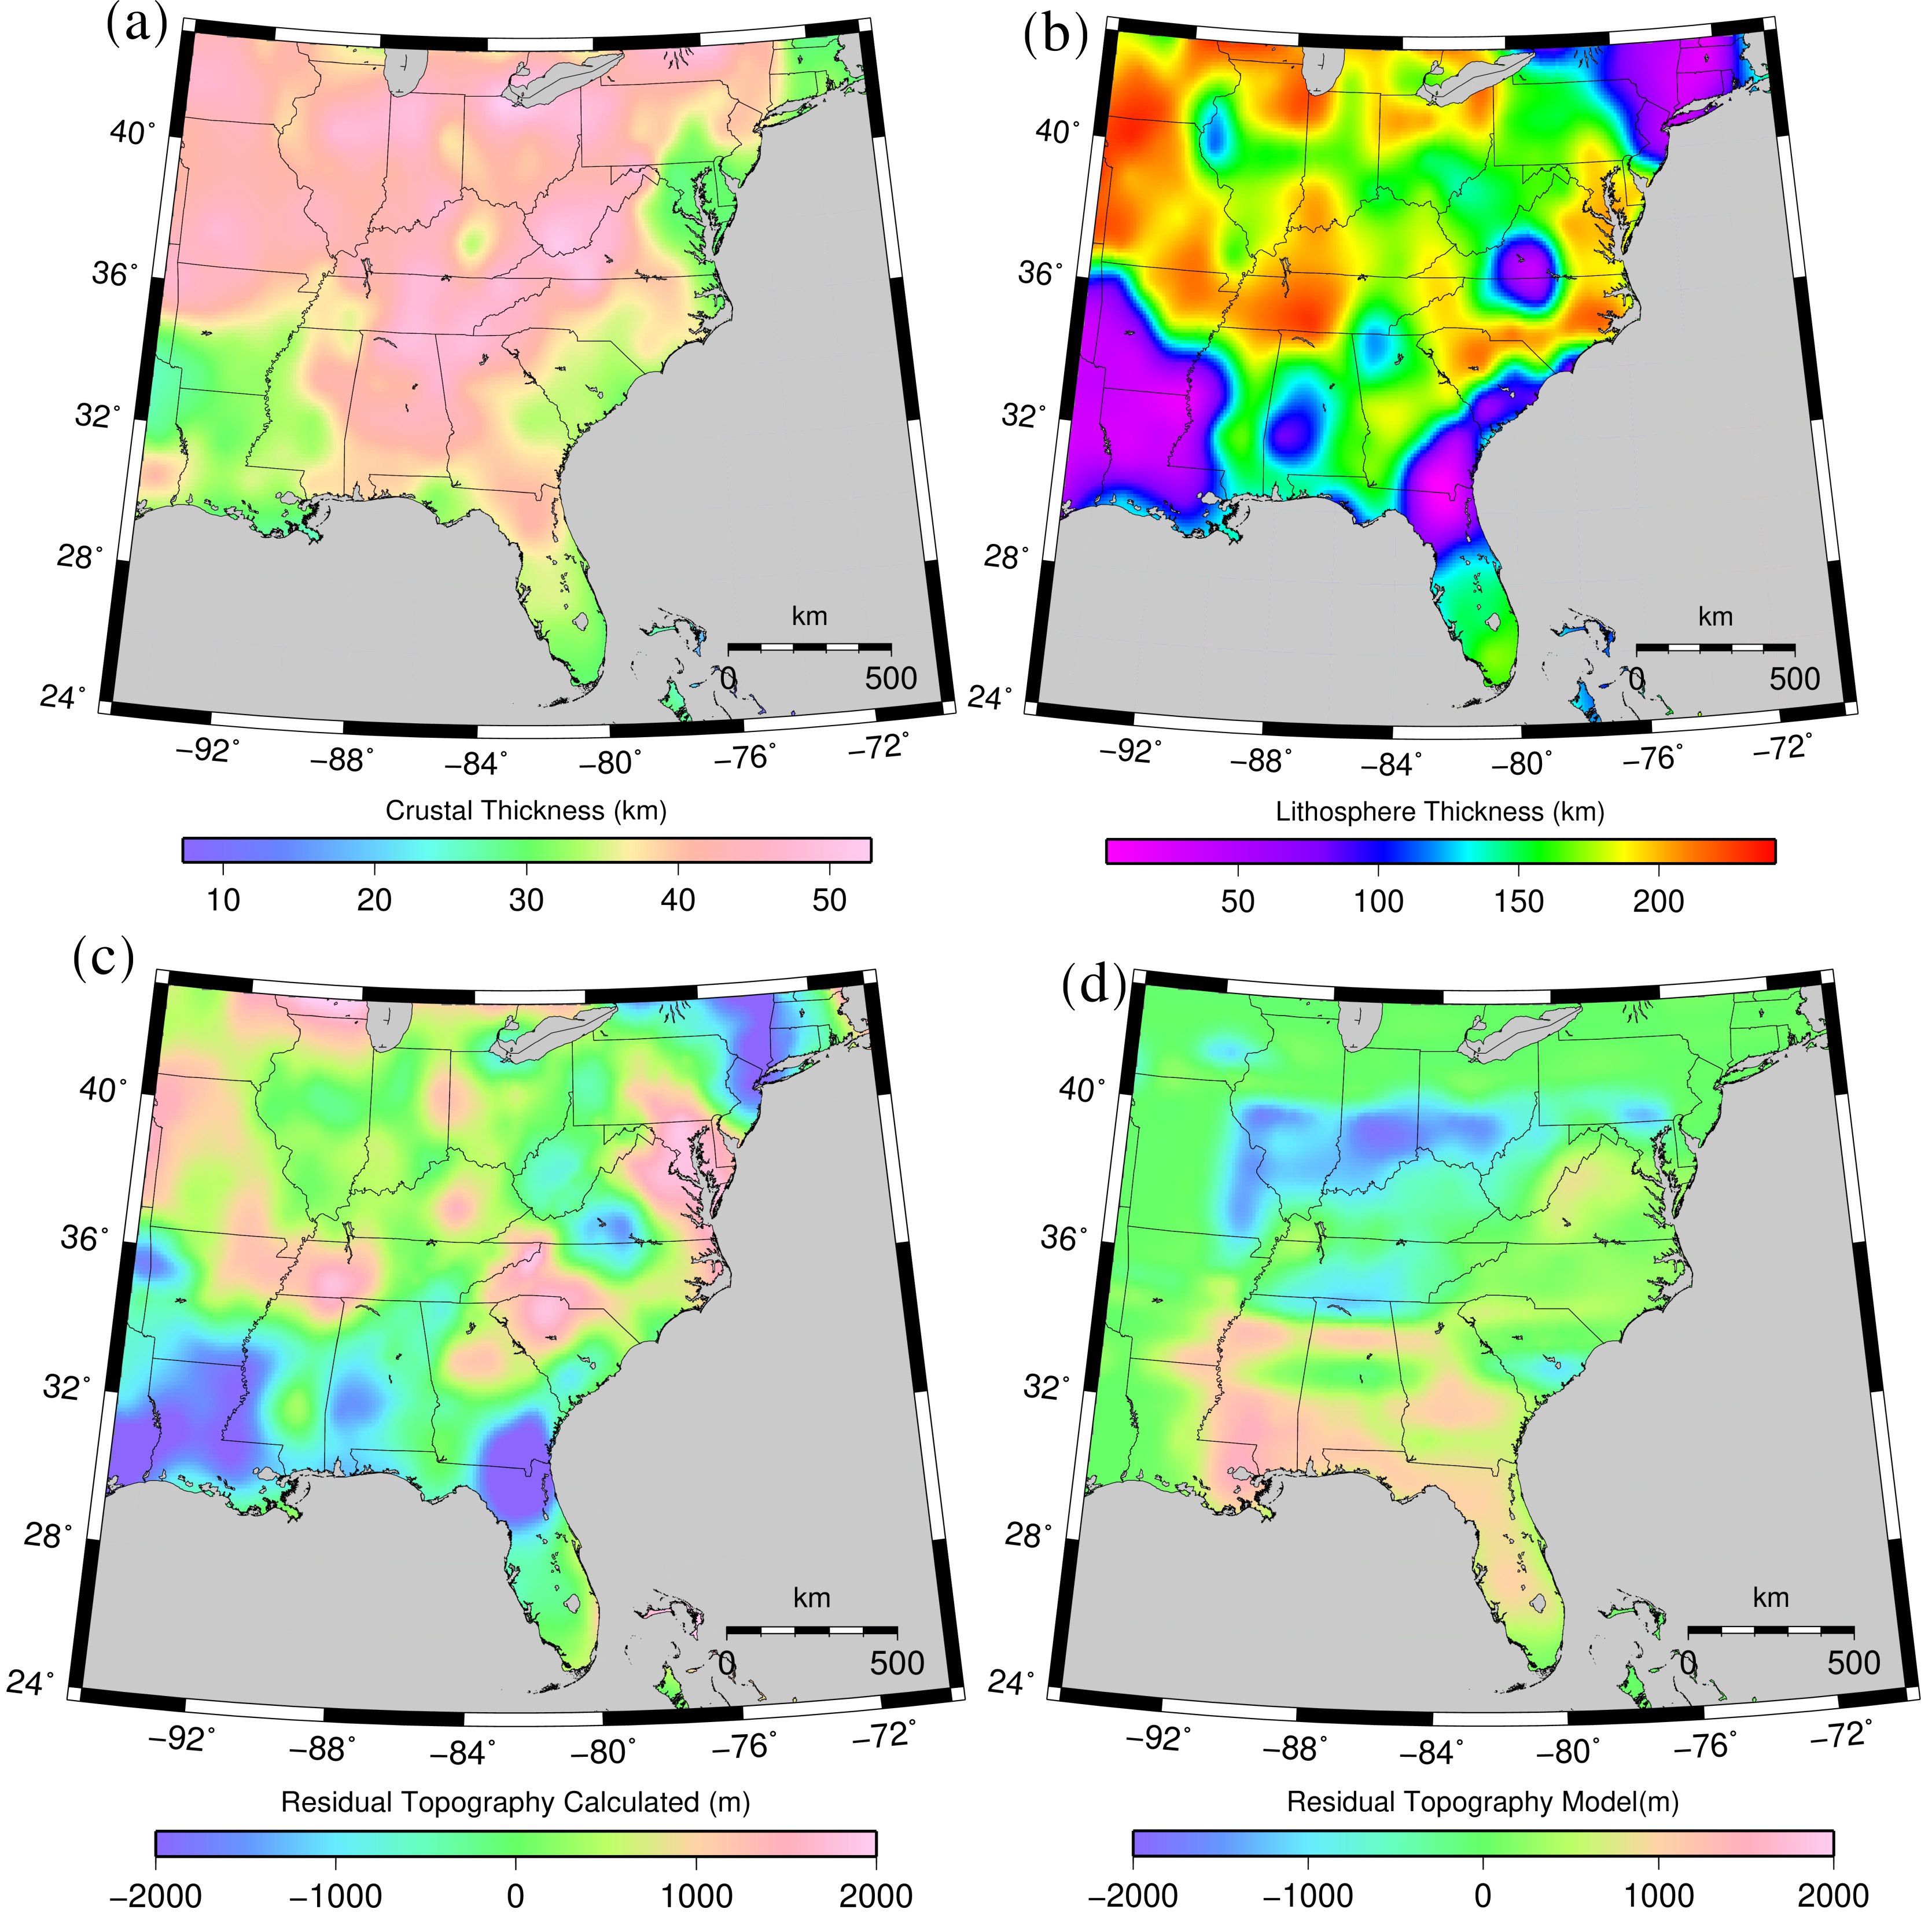 (a)
40°
36°
32°
28°
24°
km
0 500
−92° −88° −84° −80° −76° −72°
Crustal Thickness (km)
10 20 30 40 50
(b)
40°
36°
32°
28°
24°
km
0 500
−92° −88° −84° −80° −76° −72°
Lithosphere Thickness (km)
50 100 150 200
(c)
40°
36°
32°
28°
24°
km
0 500
−92° −88° −84° −80° −76° −72°
Residual Topography Calculated (m)
−2000 −1000 0 1000 2000
(d)
40°
36°
32°
28°
24°
km
0 500
−92° −88° −84° −80° −76° −72°
Residual Topography Model(m)
−2000 −1000 0 1000 2000